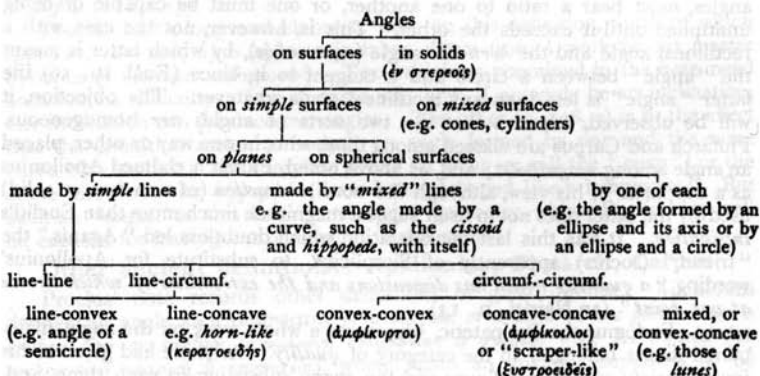 Angles
on surfaces in solids
(ἐν στερεοῖς)
on simple surfaces on mixed surfaces
(e.g. cones, cylinders)
on planes on spherical surfaces
made by simple lines made by "mixed" lines by one of each
e.g. the angle made by a (e.g. the angle formed by an
curve, such as the cissoid ellipse and its axis or by
and hippopede, with itself) an ellipse and a circle)
line-line line-circumf. circumf.-circumf.
line-convex line-concave convex-convex concave-concave mixed, or
(e.g. angle of a (e.g. horn-like (ἀμφίκυρτοι) (ἀμφίκοιλοι) convex-concave
semicircle) (κερατοειδής) or "scraper-like" (e.g. those of
(ξυστροειδεῖς) lunes)